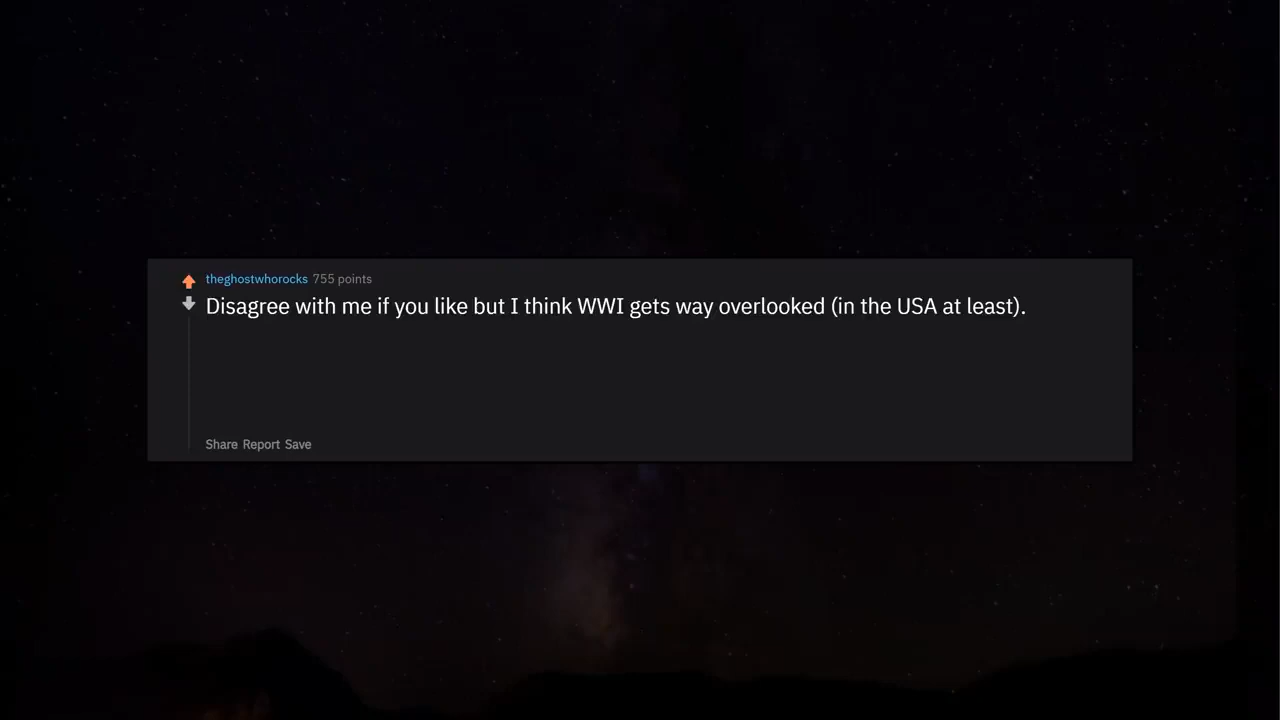 theghostwhorocks 755 points
Disagree with me if you like but I think WWI gets way overlooked (in the USA at least).
Share Report Save